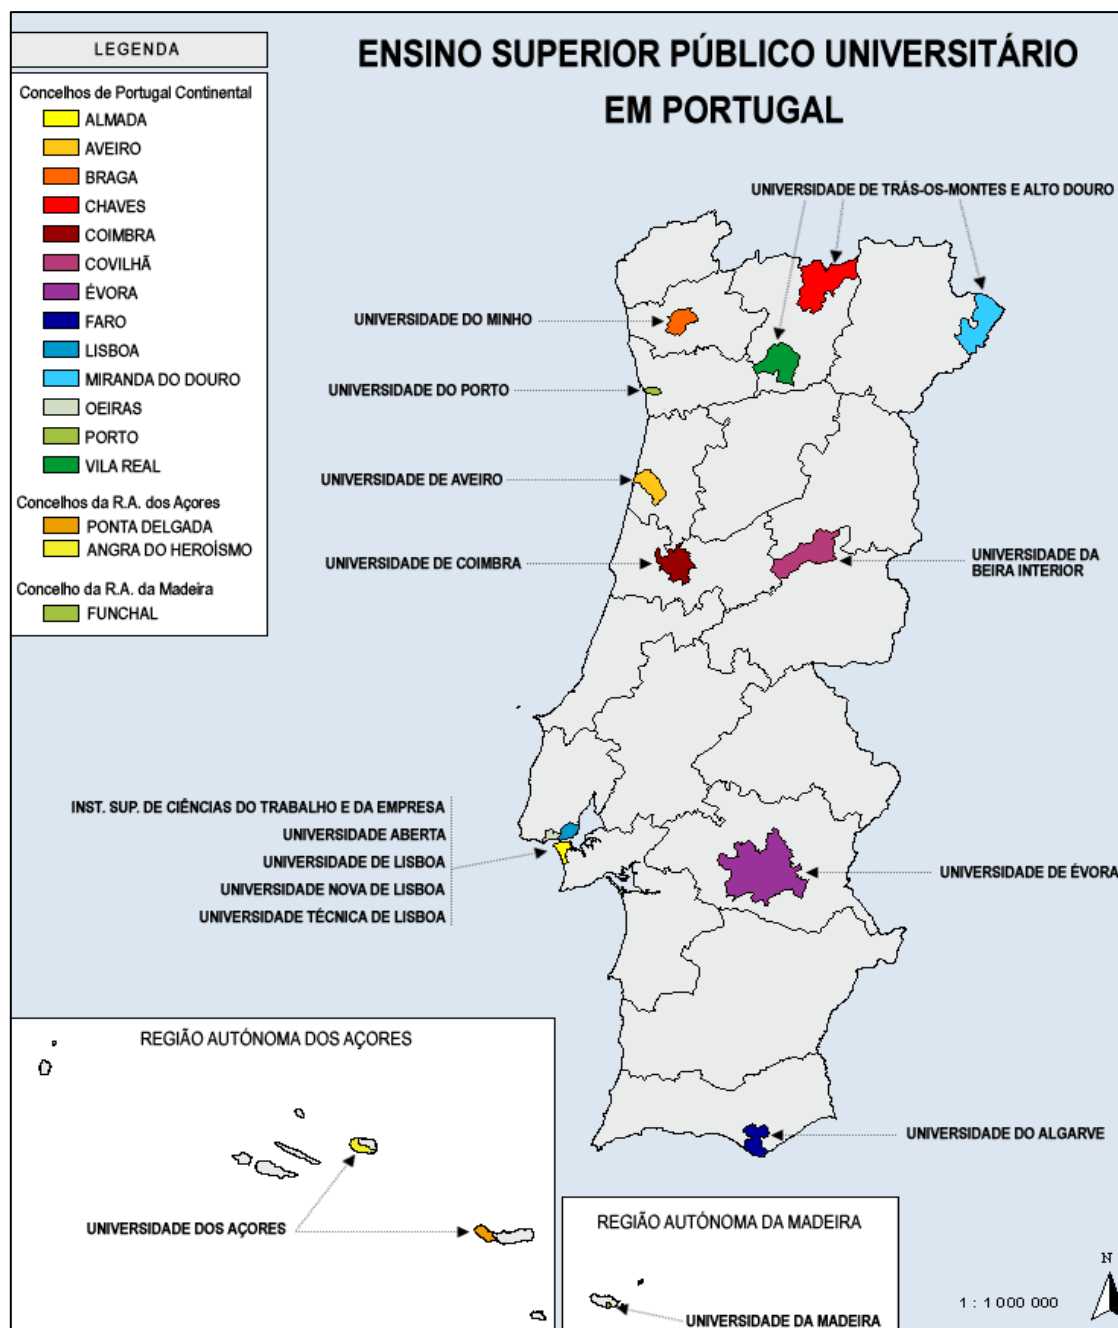 LEGENDA
Concelhos de Portugal Continental
ALMADA
AVEIRO
BRAGA
CHAVES
COIMBRA
COVILHÃ
ÉVORA
FARO
LISBOA
MIRANDA DO DOURO
OEIRAS
PORTO
VILA REAL
Concelhos da R.A. dos Açores
PONTA DELGADA
ANGRA DO HEROÍSMO
Concelho da R.A. da Madeira
FUNCHAL
ENSINO SUPERIOR PÚBLICO UNIVERSITÁRIO
EM PORTUGAL
UNIVERSIDADE DE TRÁS-OS-MONTES E ALTO DOURO
UNIVERSIDADE DO MINHO
UNIVERSIDADE DO PORTO
UNIVERSIDADE DE AVEIRO
UNIVERSIDADE DE COIMBRA
UNIVERSIDADE DA
BEIRA INTERIOR
INST. SUP. DE CIÊNCIAS DO TRABALHO E DA EMPRESA
UNIVERSIDADE ABERTA
UNIVERSIDADE DE LISBOA
UNIVERSIDADE NOVA DE LISBOA
UNIVERSIDADE TÉCNICA DE LISBOA
UNIVERSIDADE DE ÉVORA
UNIVERSIDADE DO ALGARVE
REGIÃO AUTÓNOMA DOS AÇORES
UNIVERSIDADE DOS AÇORES
REGIÃO AUTÓNOMA DA MADEIRA
UNIVERSIDADE DA MADEIRA
1 : 1 000 000
N